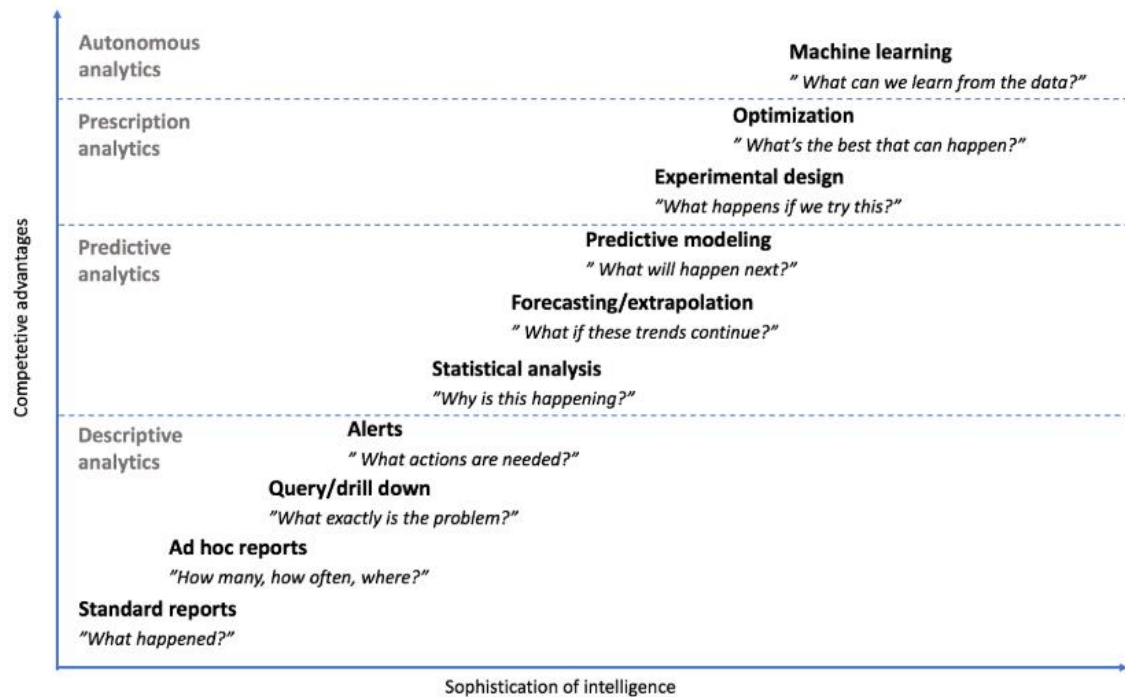 Autonomous
analytics
Machine learning
” What can we learn from the data?”
Prescription
analytics
Optimization
” What’s the best that can happen?”
Experimental design
”What happens if we try this?”
Predictive
analytics
Predictive modeling
” What will happen next?”
Forecasting/extrapolation
” What if these trends continue?”
Statistical analysis
”Why is this happening?”
Descriptive
analytics
Alerts
” What actions are needed?”
Query/drill down
”What exactly is the problem?”
Ad hoc reports
”How many, how often, where?”
Standard reports
”What happened?”
Competetive advantages
Sophistication of intelligence